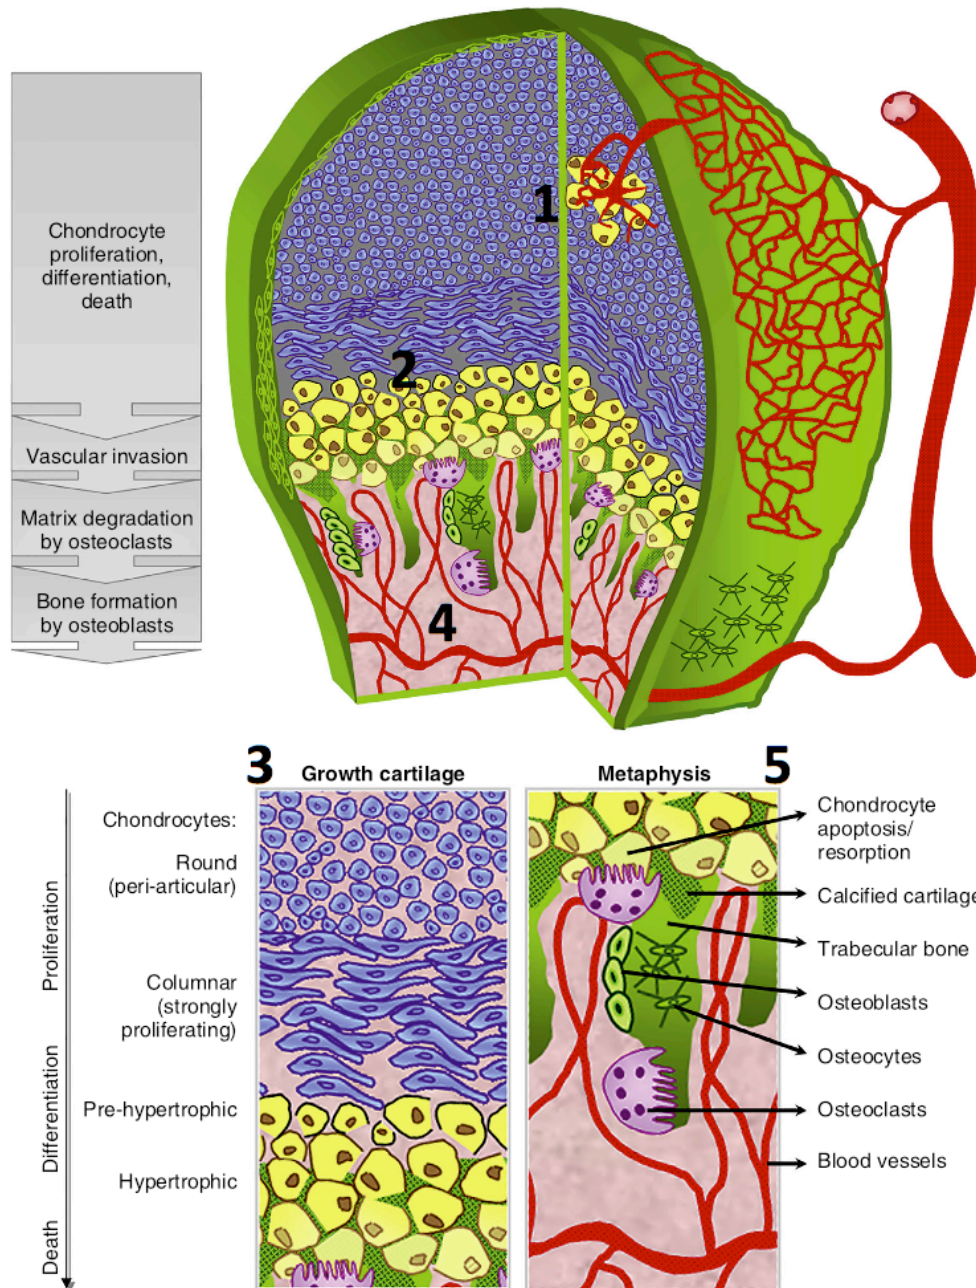 Chondrocyte
proliferation,
differentiation,
death
Vascular invasion
Matrix degradation
by osteoclasts
Bone formation
by osteoblasts
1
2
4
3
Growth cartilage
Metaphysis
5
Proliferation
Differentiation
Death
Chondrocytes:
Round
(peri-articular)
Columnar
(strongly
proliferating)
Pre-hypertrophic
Hypertrophic
Chondrocyte
apoptosis/
resorption
Calcified cartilage
Trabecular bone
Osteoblasts
Osteocytes
Osteoclasts
Blood vessels